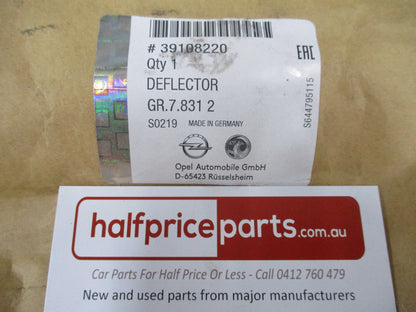 # 39108220
Qty 1
DEFLECTOR
GR.7.831 2
S0219 MADE IN GERMANY
EAC
S644795115
Opel Automobile GmbH
D-65423 Rüsselsheim
halfpriceparts.com.au
Car Parts For Half Price Or Less - Call 0412 760 479
New and used parts from major manufacturers